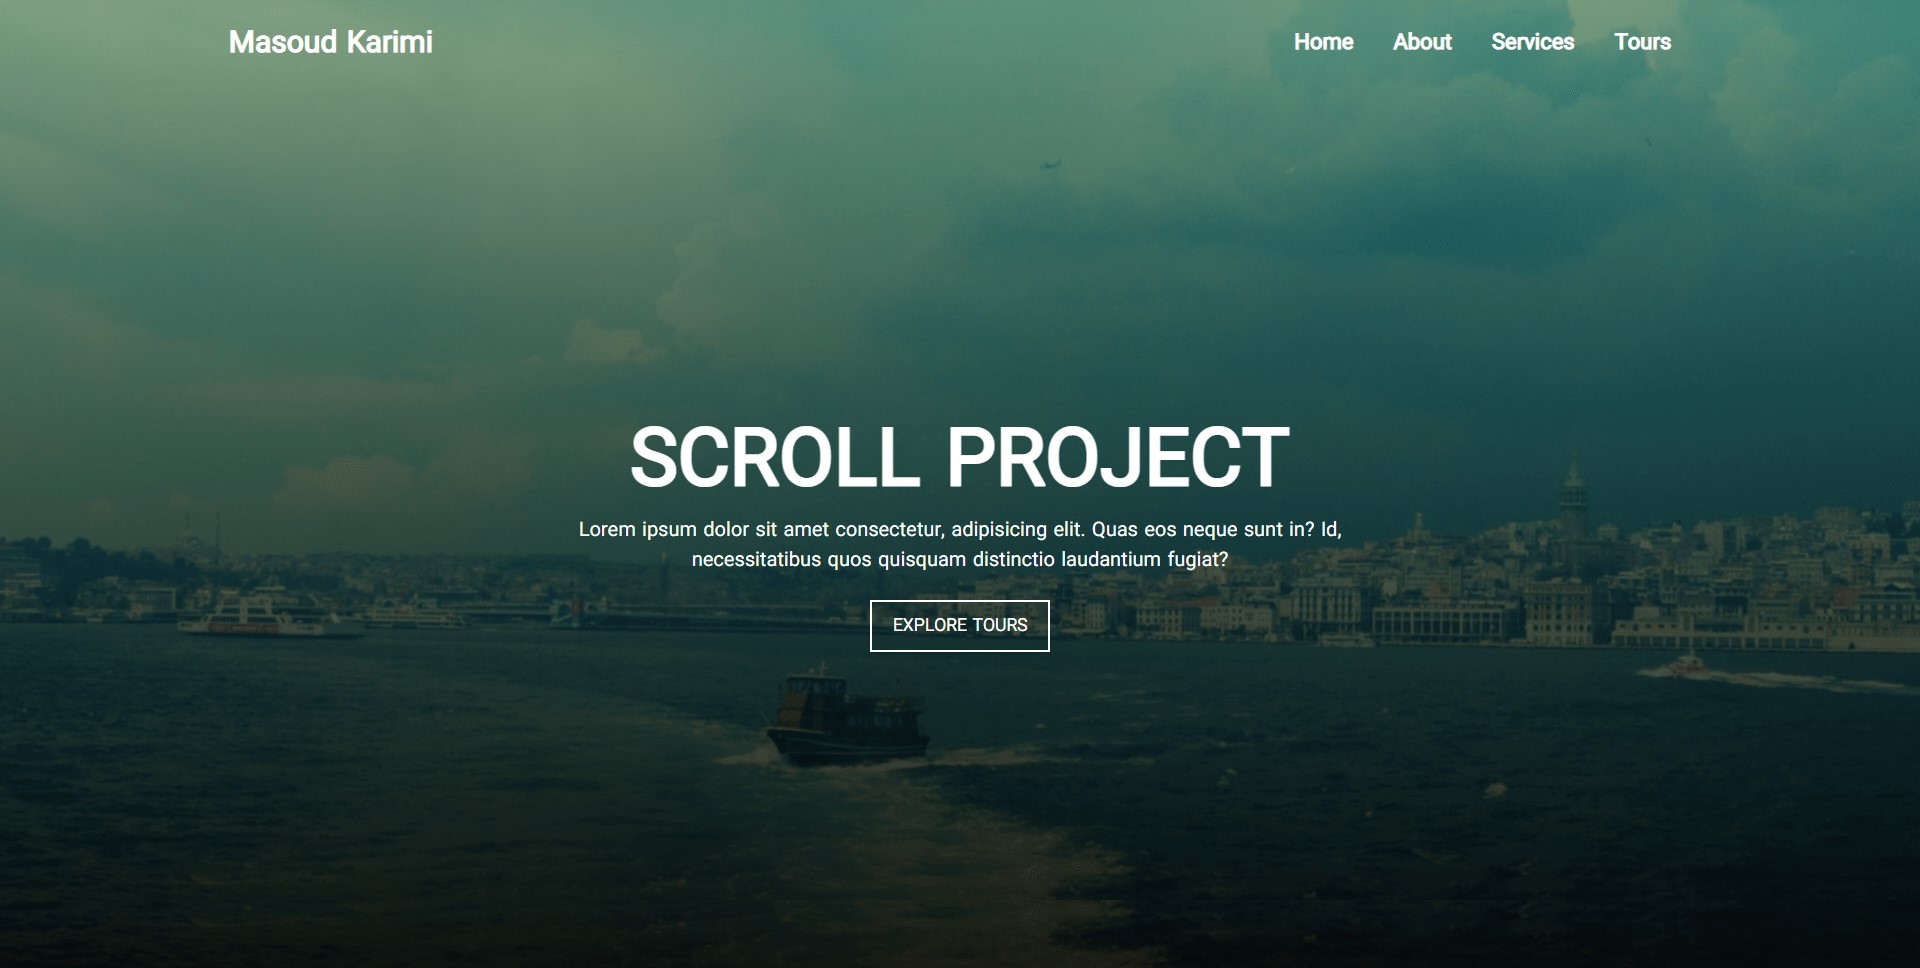 Masoud Karimi
Home About Services Tours
SCROLL PROJECT
Lorem ipsum dolor sit amet consectetur, adipisicing elit. Quas eos neque sunt in? Id,
necessitatibus quos quisquam distinctio laudantium fugiat?
EXPLORE TOURS